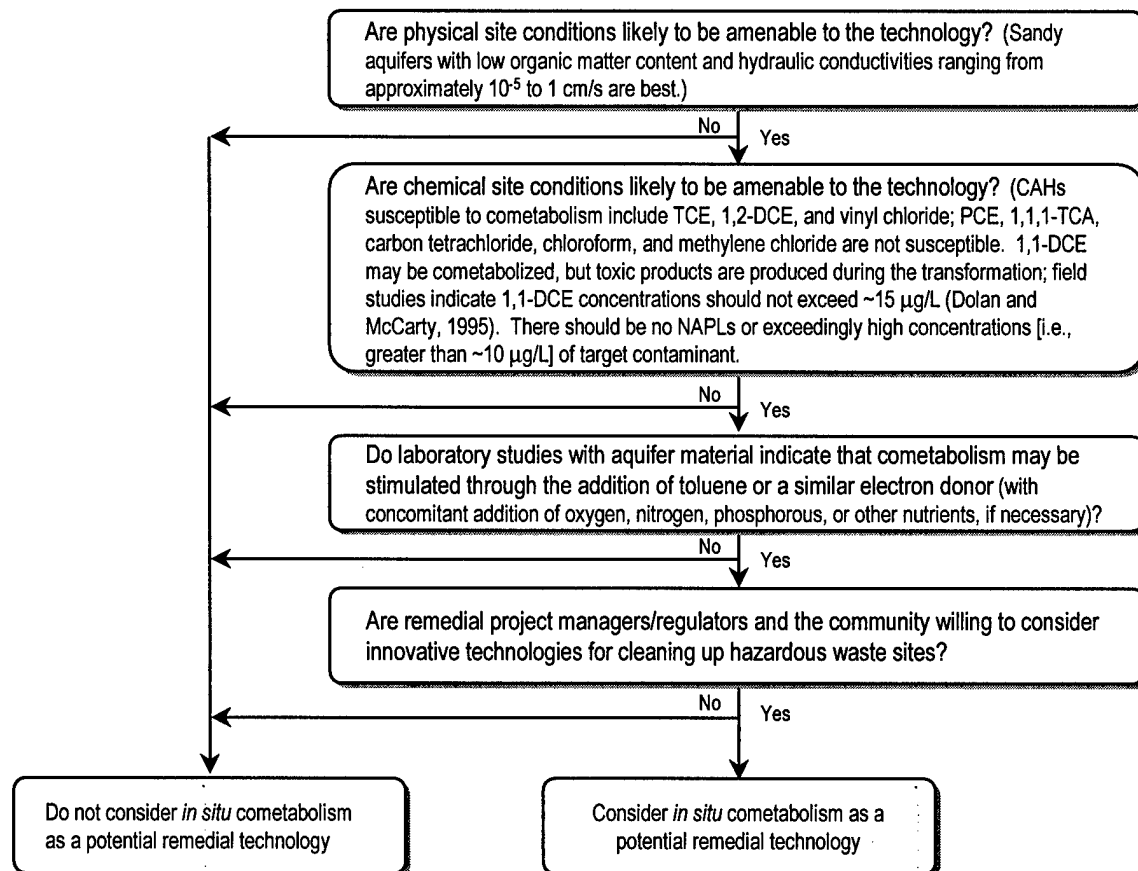 Are physical site conditions likely to be amenable to the technology? (Sandy
aquifers with low organic matter content and hydraulic conductivities ranging from
approximately 10⁻⁵ to 1 cm/s are best.)
No
Yes
Are chemical site conditions likely to be amenable to the technology? (CAHs
susceptible to cometabolism include TCE, 1,2-DCE, and vinyl chloride; PCE, 1,1,1-TCA,
carbon tetrachloride, chloroform, and methylene chloride are not susceptible. 1,1-DCE
may be cometabolized, but toxic products are produced during the transformation; field
studies indicate 1,1-DCE concentrations should not exceed ~15 μg/L (Dolan and
McCarty, 1995). There should be no NAPLs or exceedingly high concentrations [i.e.,
greater than ~10 μg/L] of target contaminant.
No
Yes
Do laboratory studies with aquifer material indicate that cometabolism may be
stimulated through the addition of toluene or a similar electron donor (with
concomitant addition of oxygen, nitrogen, phosphorous, or other nutrients, if necessary)?
No
Yes
Are remedial project managers/regulators and the community willing to consider
innovative technologies for cleaning up hazardous waste sites?
No
Yes
Do not consider in situ cometabolism
as a potential remedial technology
Consider in situ cometabolism as a
potential remedial technology